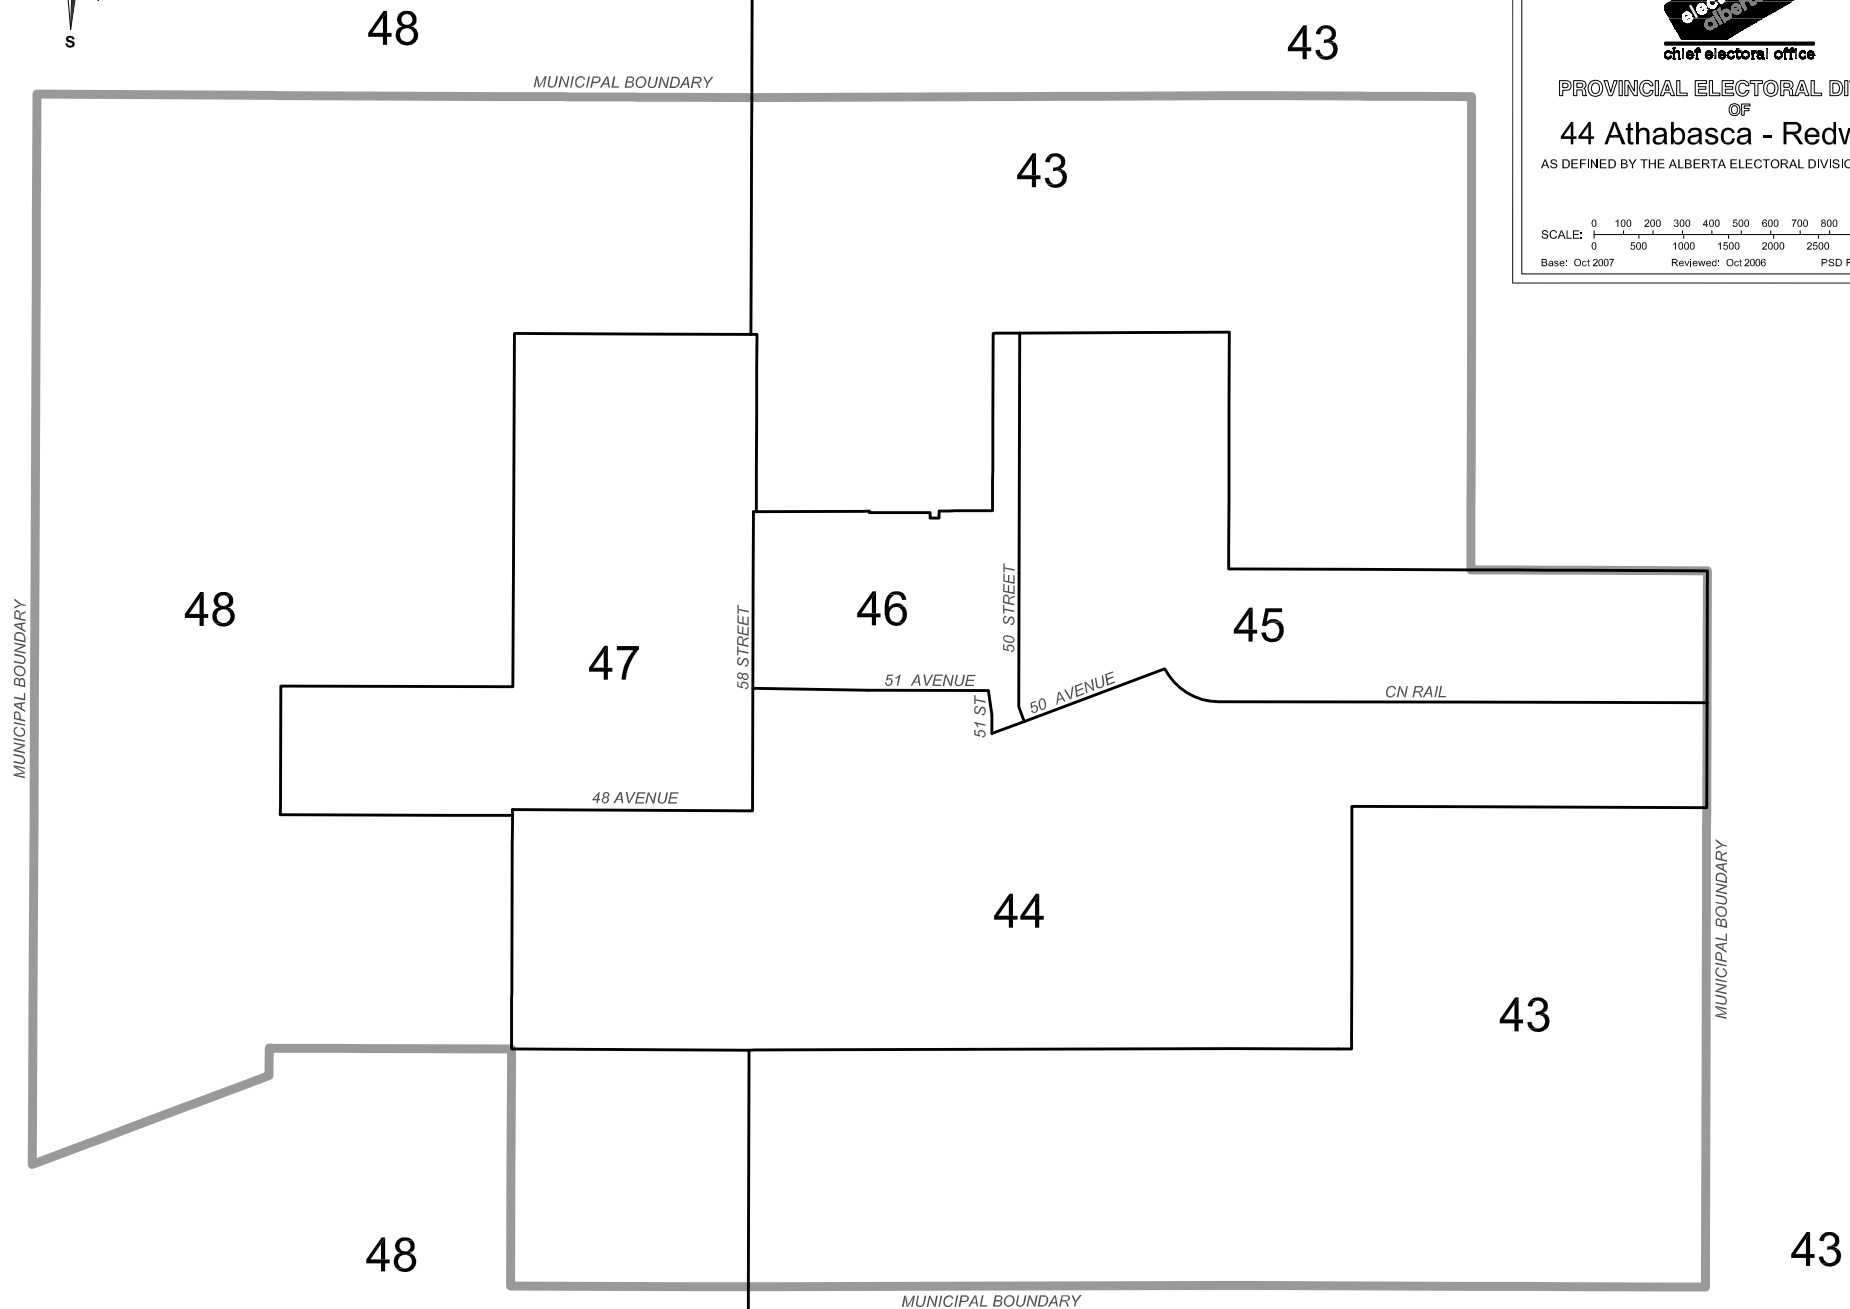 S
48
43
chief electoral office
PROVINCIAL ELECTORAL
OF
44 Athabasca -
AS DEFINED BY THE ALBERTA ELECTORAL
0 100 200 300 400 500 600 700 800
SCALE:
0 500 1000 1500 2000 2500
Base: Oct 2007 Reviewed: Oct 2006 PSD
MUNICIPAL BOUNDARY
43
MUNICIPAL BOUNDARY
48
47
58 STREET
46
50 STREET
45
51 AVENUE
51 ST
50 AVENUE
CN RAIL
48 AVENUE
44
43
MUNICIPAL BOUNDARY
48
43
MUNICIPAL BOUNDARY